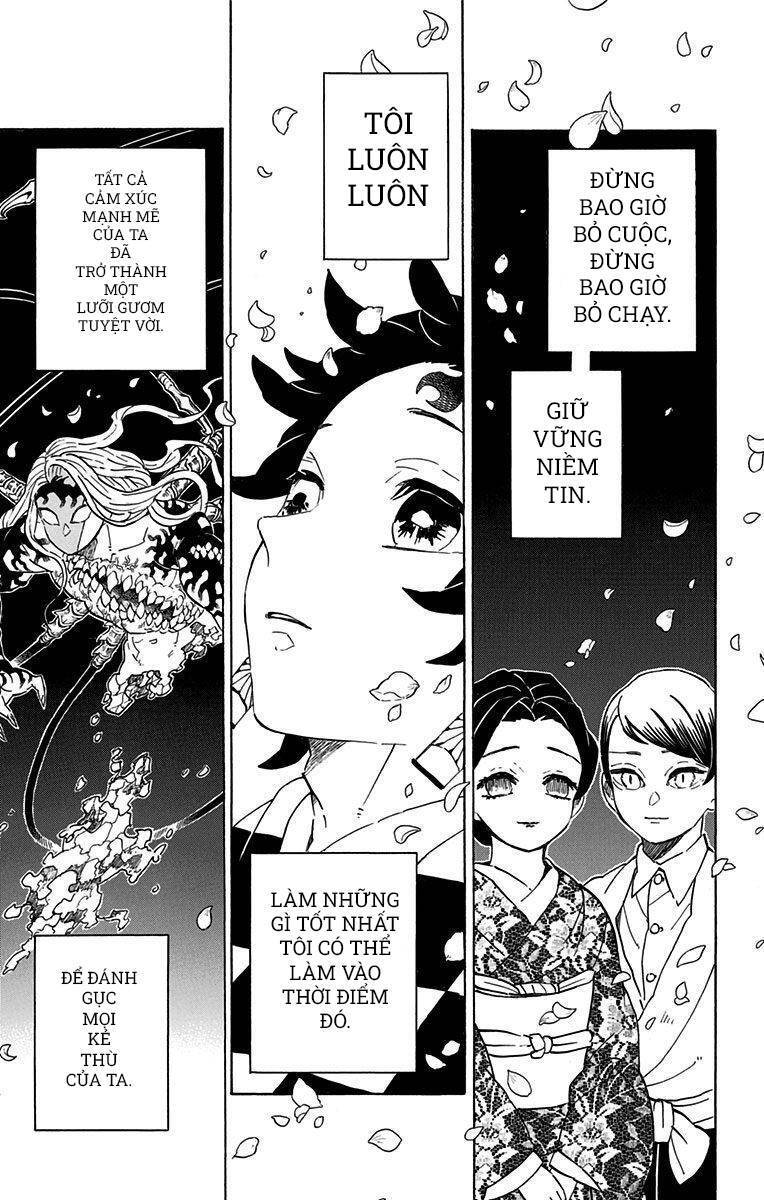 ĐỪNG
BAO GIỜ
BỎ CUỘC,
ĐỪNG
BAO GIỜ
BỎ CHẠY.
GIỮ
VỮNG
NIỀM
TIN.
TÔI
LUÔN
LUÔN
LÀM NHỮNG
GÌ TỐT NHẤT
TÔI CÓ THỂ
LÀM VÀO
THỜI ĐIỂM
ĐÓ.
TẤT CẢ
CẢM XÚC
MẠNH MẼ
CỦA TA
ĐÃ
TRỞ THÀNH
MỘT
LƯỠI GƯƠM
TUYỆT VỜI.
ĐỂ ĐÁNH
GỤC
MỌI
KẺ
THÙ
CỦA TA.